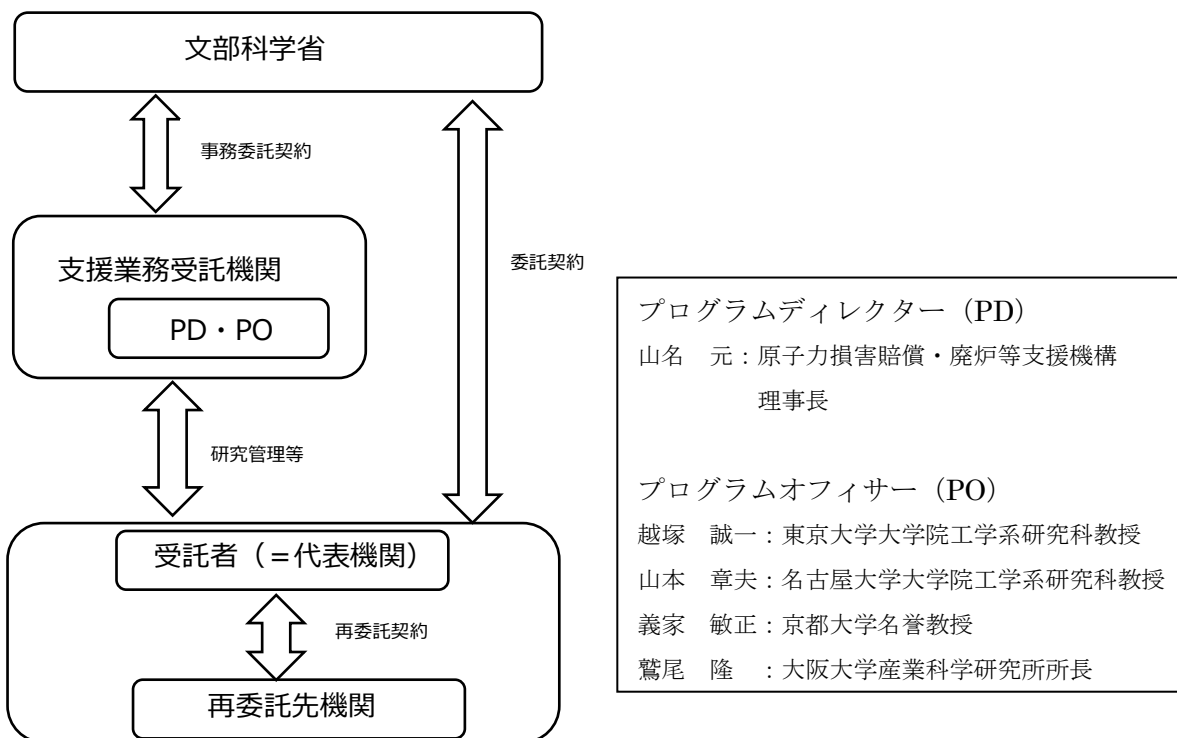 文部科学省
事務委託契約
支援業務受託機関
PD・PO
委託契約
研究管理等
受託者（＝代表機関）
再委託契約
再委託先機関
プログラムディレクター（PD）
山名　元：原子力損害賠償・廃炉等支援機構
理事長
プログラムオフィサー（PO）
越塚　誠一：東京大学大学院工学系研究科教授
山本　章夫：名古屋大学大学院工学系研究科教授
義家　敏正：京都大学名誉教授
鷲尾　隆　：大阪大学産業科学研究所所長